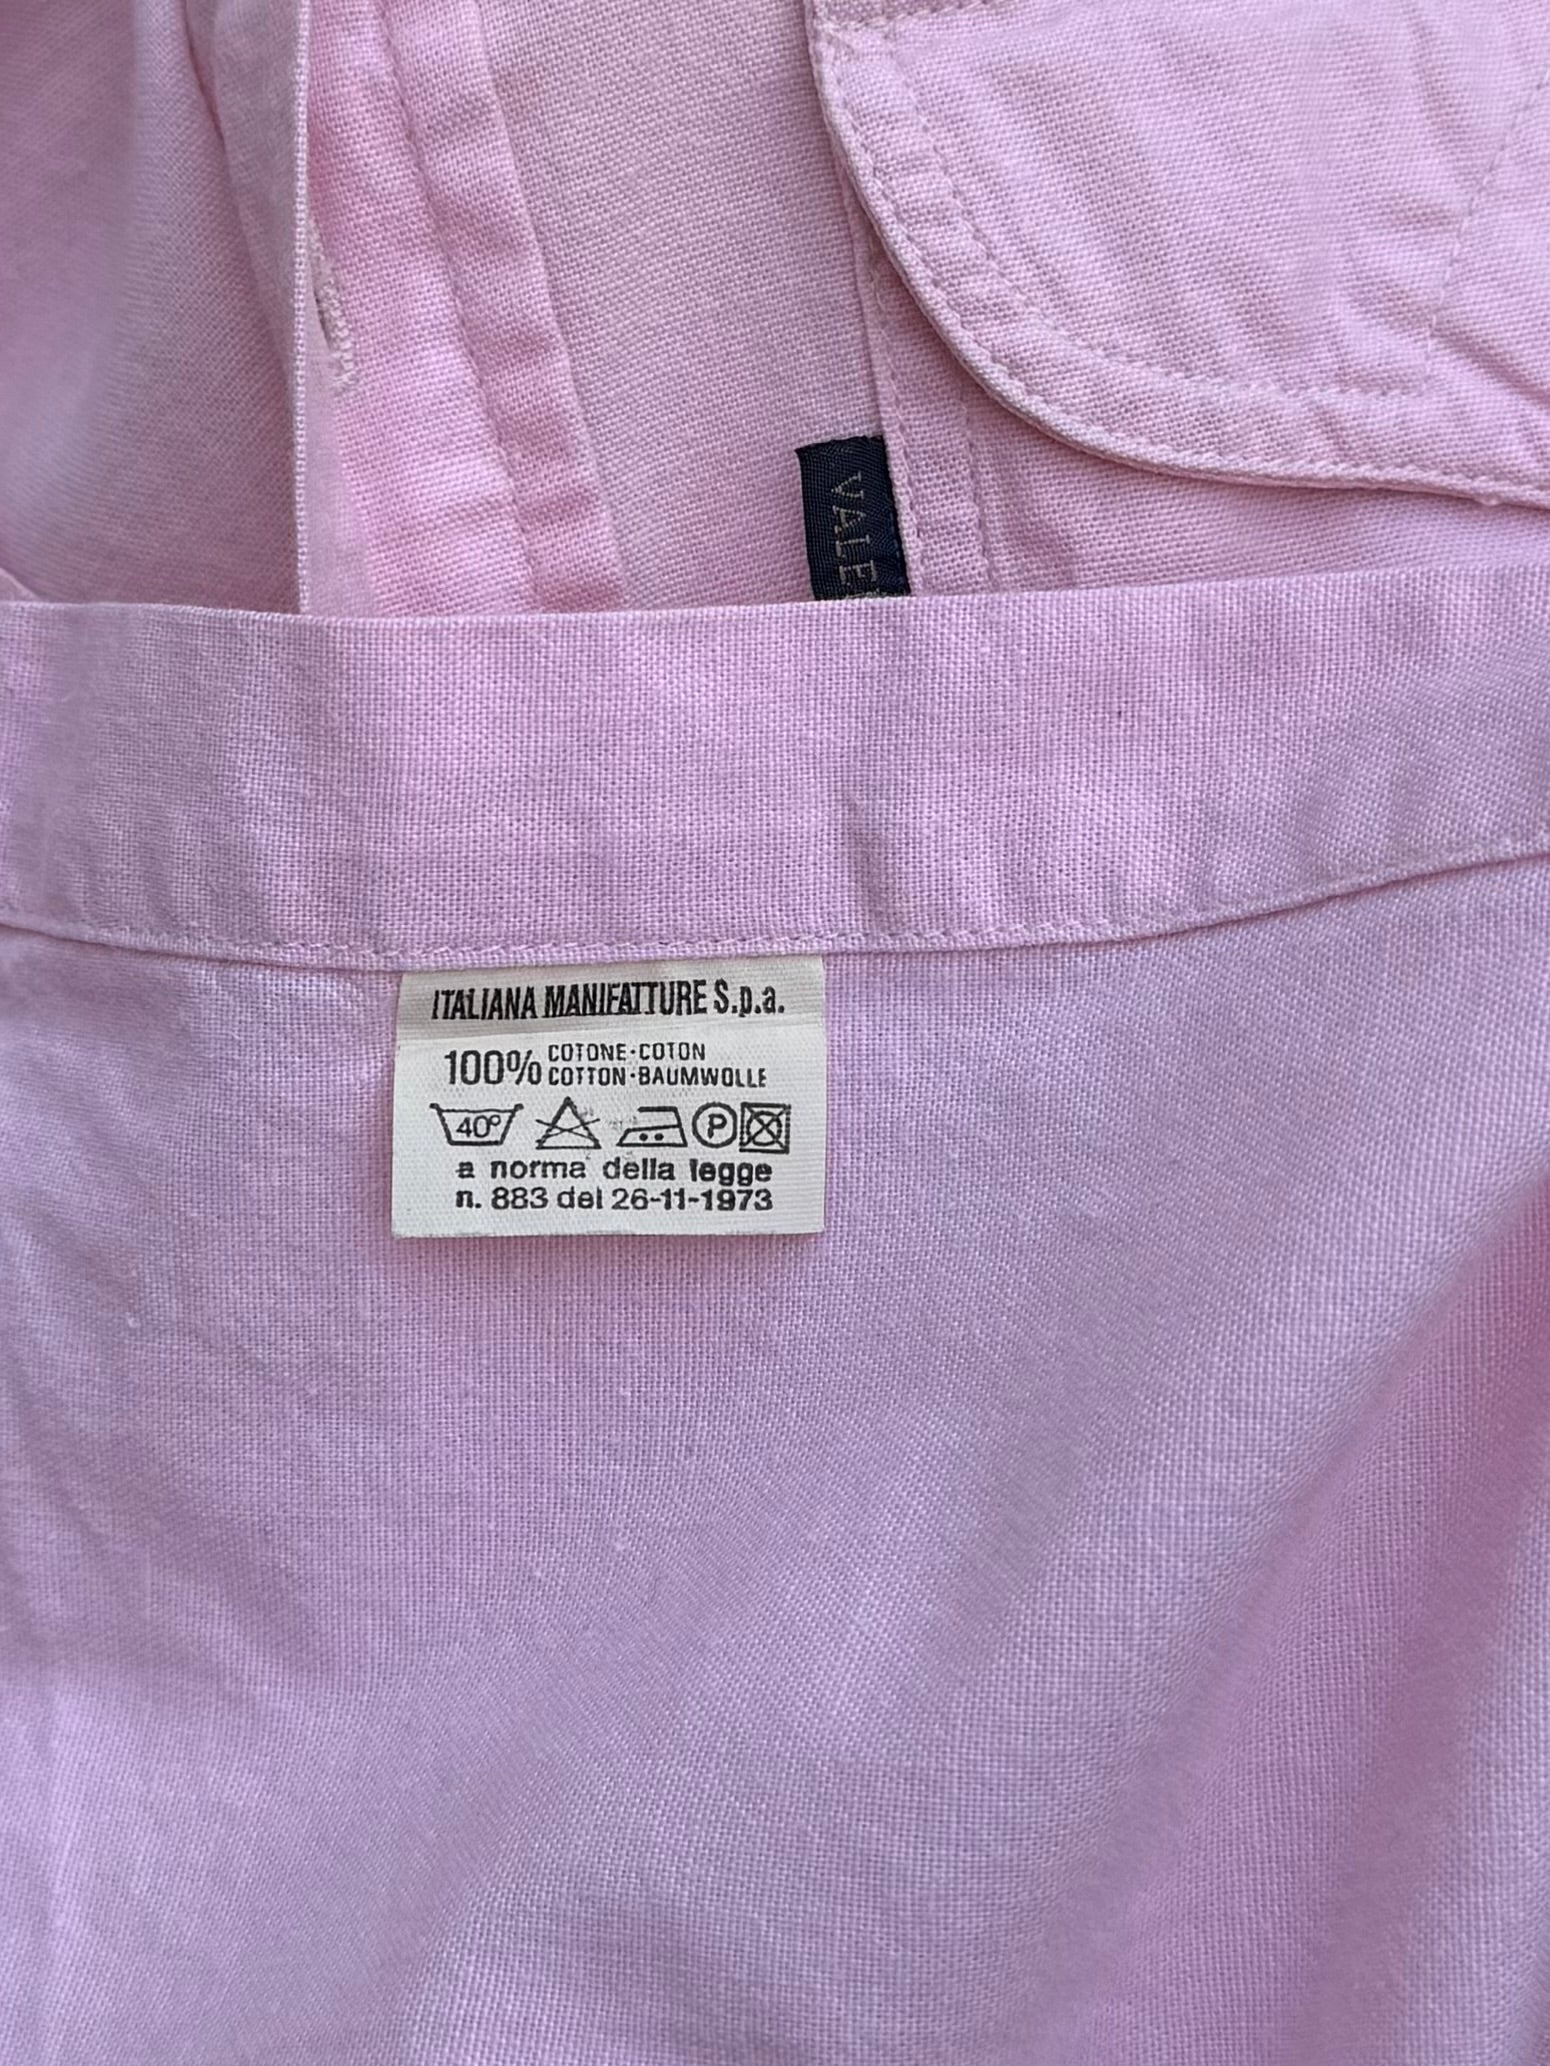 VALE
ITALIANA MANIFATTURE S.p.a.
100% COTONE-COTON
COTTON-BAUMWOLLE
40° P
a norma della legge
n. 883 del 26-11-1973